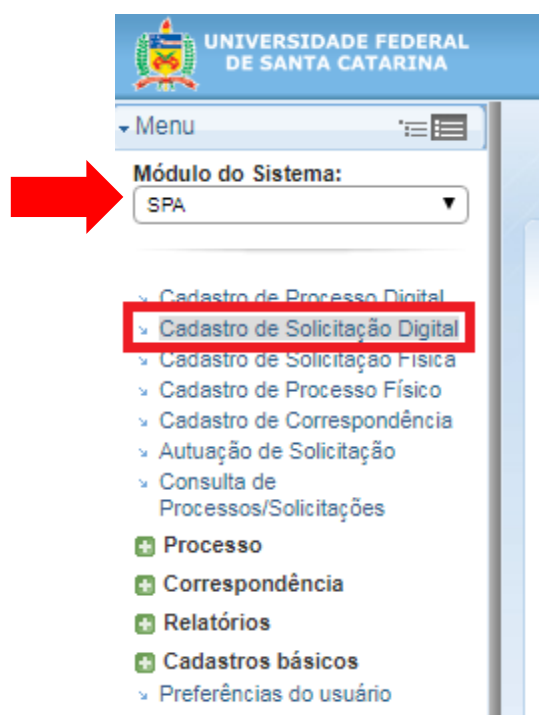 UNIVERSIDADE FEDERAL
DE SANTA CATARINA
Menu
Módulo do Sistema:
SPA
Cadastro de Processo Digital
Cadastro de Solicitação Digital
Cadastro de Solicitação Física
Cadastro de Processo Físico
Cadastro de Correspondência
Autuação de Solicitação
Consulta de
Processos/Solicitações
Processo
Correspondência
Relatórios
Cadastros básicos
Preferências do usuário